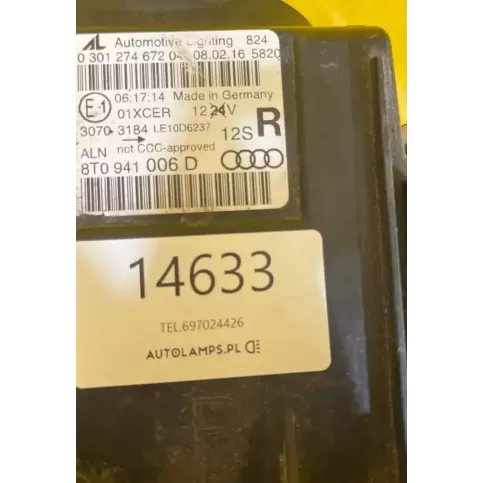 AL Automotive Lighting 824
0 301 274 672 04 08.02.16 5820
E1 06:17:14 Made in Germany
01XCER 12 24V
3070 3184 LE10D6237 12S R
ALN not CCC-approved
8T0 941 006 D
14633
TEL.697024426
AUTOLAMPS.PL